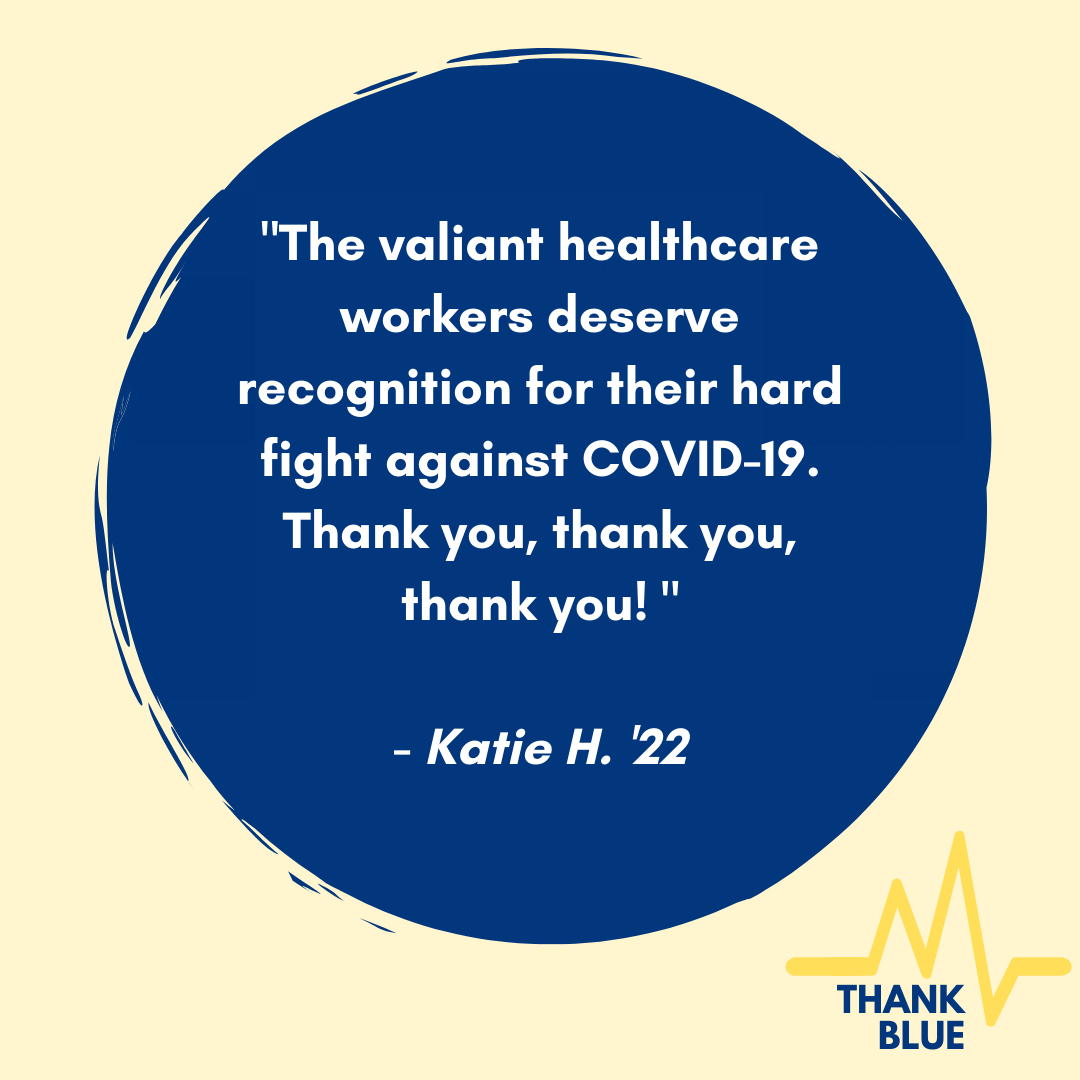 "The valiant healthcare
workers deserve
recognition for their hard
fight against COVID-19.
Thank you, thank you,
thank you! "
- Katie H. '22
THANK
BLUE